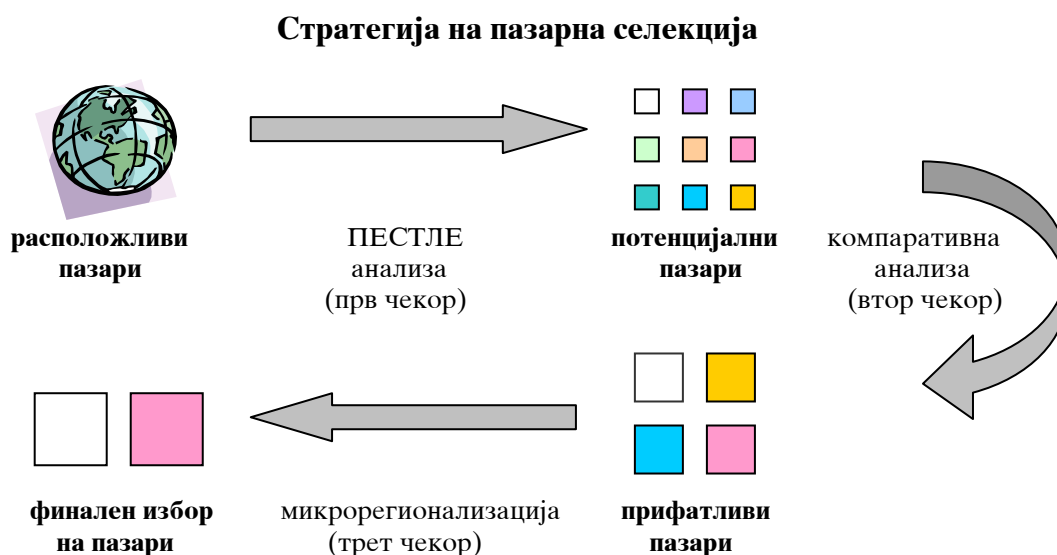 Стратегија на пазарна селекција
расположливи
пазари
ПЕСТЛЕ
анализа
(прв чекор)
потенцијални
пазари
компаративна
анализа
(втор чекор)
финален избор
на пазари
микрорегионализација
(трет чекор)
прифатливи
пазари